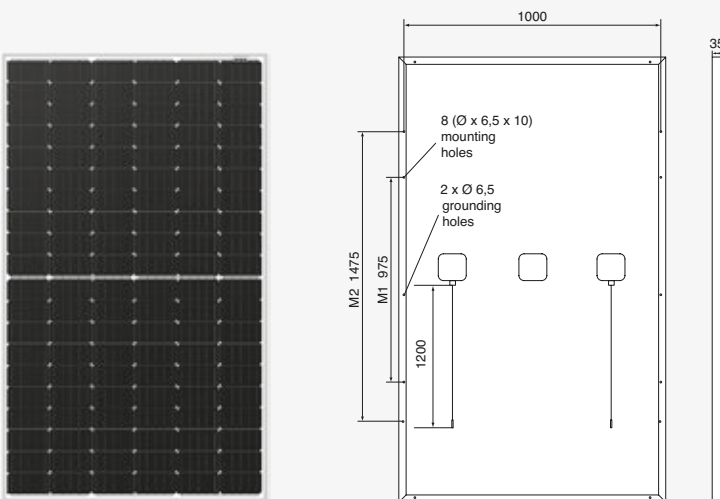 1000
35
8 (Ø x 6,5 x 10)
mounting
holes
2 x Ø 6,5
grounding
holes
M2 1475
M1 975
1200